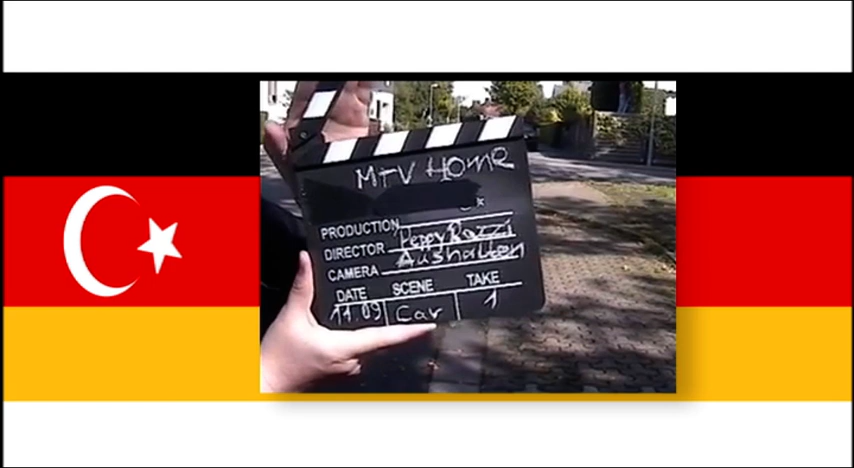 MTV HOME
PRODUCTION
DIRECTOR Peppy Razzi
CAMERA Aushalten
DATE SCENE TAKE
11.09 Car 1